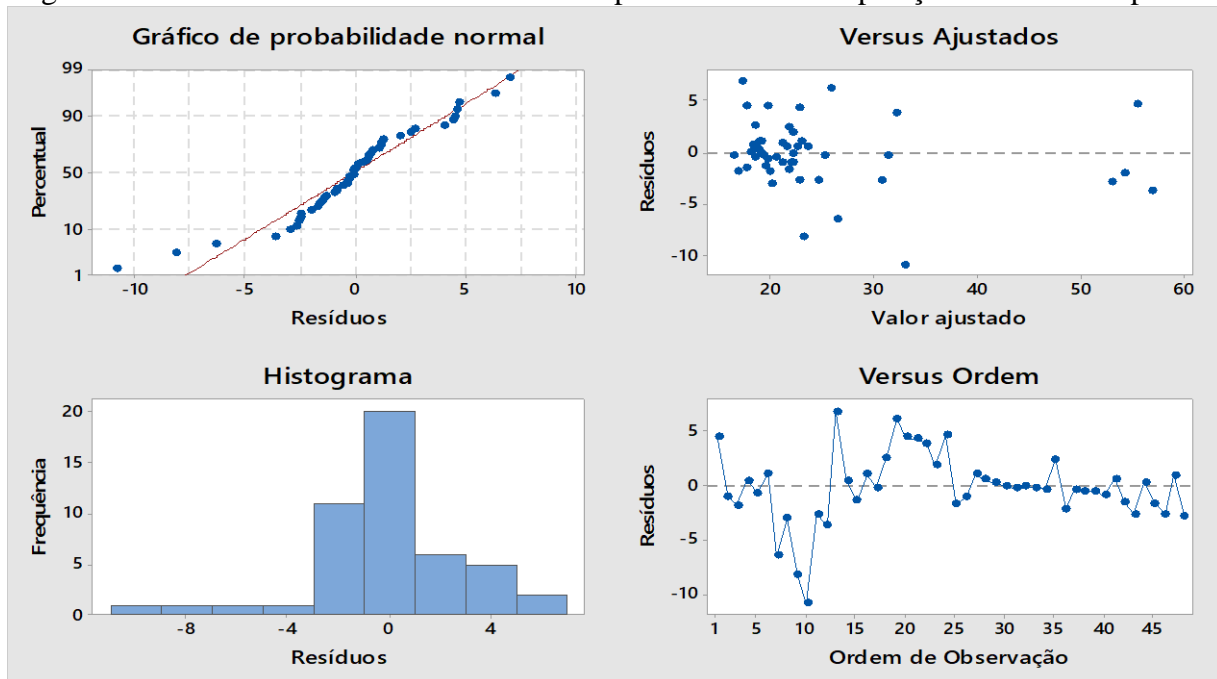 Gráfico de probabilidade normal
99
90
50
10
1
Percentual
-10 -5 0 5 10
Resíduos
Versus Ajustados
5
0
-5
-10
Resíduos
20 30 40 50 60
Valor ajustado
Histograma
20
15
10
5
0
Frequência
-8 -4 0 4
Resíduos
Versus Ordem
5
0
-5
-10
Resíduos
1 5 10 15 20 25 30 35 40 45
Ordem de Observação